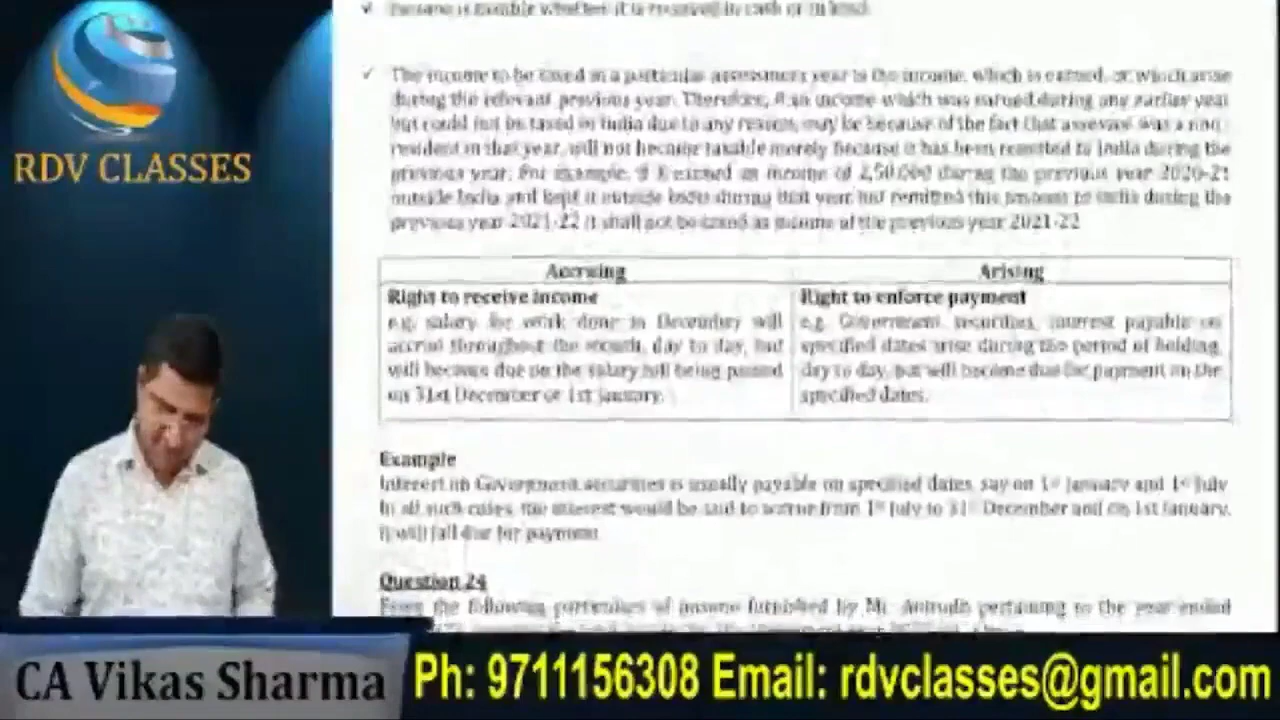 Income is taxable whether it is received in cash or in kind.
RDV CLASSES
✓ The income to be taxed in a particular assessment year is the income, which is earned, or which arise
during the relevant previous year. Therefore, if an income which was earned during any earlier year
but could not be taxed in India due to any reason, may be because of the fact that assessee was a non
resident in that year, will not become taxable merely because it has been remitted to India during the
previous year. For example, if X earned an income of 2,50,000 during the previous year 2020-21
outside India and kept it outside India during that year but remitted this amount to India during the
previous year 2021-22 it shall not be taxed as income of the previous year 2021-22
Accruing
Arising
Right to receive income
e.g. salary for work done in December will
accrue throughout the month, day to day, but
will become due on the salary bill being passed
on 31st December or 1st January.
Right to enforce payment
e.g. Government securities, interest payable on
specified dates arise during the period of holding,
day to day, but will become due for payment on the
specified dates.
Example
Interest on Government securities is usually payable on specified dates, say on 1st January and 1st July.
In all such cases, the interest would be said to accrue from 1st July to 31st December and on 1st January,
it will fall due for payment.
Question 24
From the following particulars of income furnished by Mr. Anirudh pertaining to the year ended
CA Vikas Sharma
Ph: 9711156308 Email: rdvclasses@gmail.com